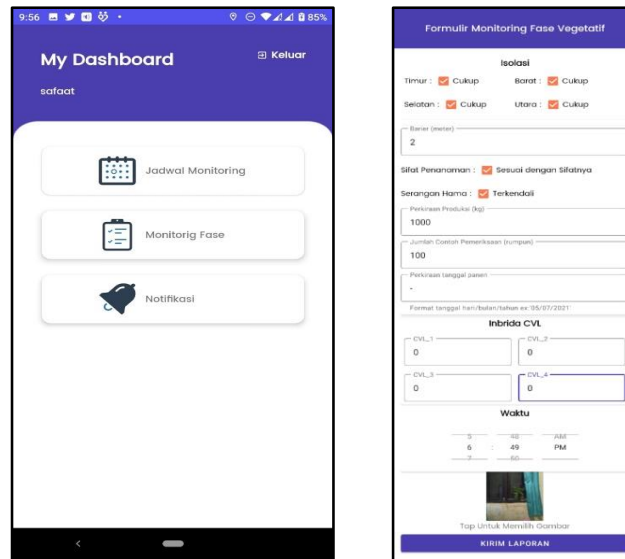 9:56 85%
My Dashboard
Keluar
safaat
Jadwal Monitoring
Monitorig Fase
Notifikasi
Formulir Monitoring Fase Vegetatif
Isolasi
Timur : Cukup Barat : Cukup
Selatan : Cukup Utara : Cukup
Barier (meter)
2
Sifat Penanaman : Sesuai dengan Sifatnya
Serangan Hama : Terkendali
Perkiraan Produksi (kg)
1000
Jumlah Contoh Pemeriksaan (rumpun)
100
Perkiraan tanggal panen
-
Format tanggal hari/bulan/tahun ex:'05/07/2021'
Inbrida CVL
CVL_1 CVL_2
0 0
CVL_3 CVL_4
0 0
Waktu
5 48 AM
6 : 49 PM
7 50
Tap Untuk Memilih Gambar
KIRIM LAPORAN